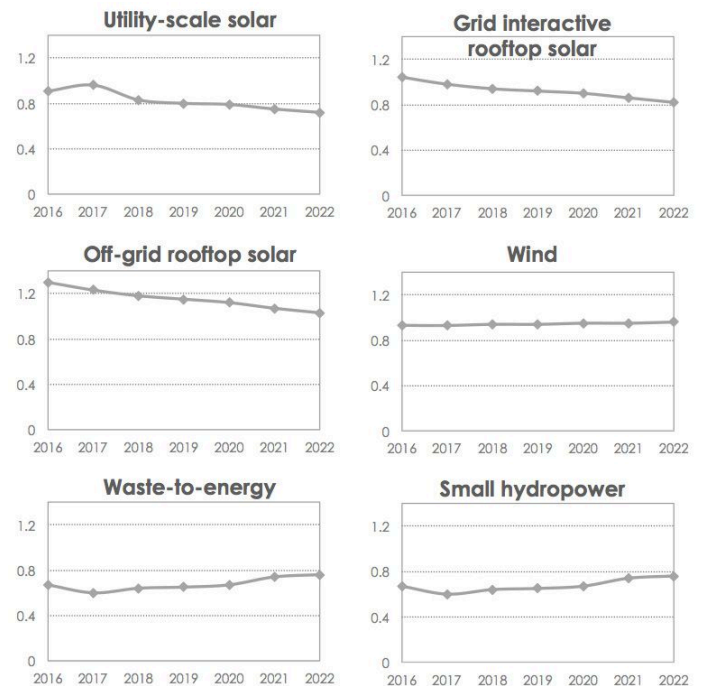 Utility-scale solar
1.2
0.8
0.4
0
2016 2017 2018 2019 2020 2021 2022
Grid interactive
rooftop solar
1.2
0.8
0.4
0
2016 2017 2018 2019 2020 2021 2022
Off-grid rooftop solar
1.2
0.8
0.4
0
2016 2017 2018 2019 2020 2021 2022
Wind
1.2
0.8
0.4
0
2016 2017 2018 2019 2020 2021 2022
Waste-to-energy
1.2
0.8
0.4
0
2016 2017 2018 2019 2020 2021 2022
Small hydropower
1.2
0.8
0.4
0
2016 2017 2018 2019 2020 2021 2022